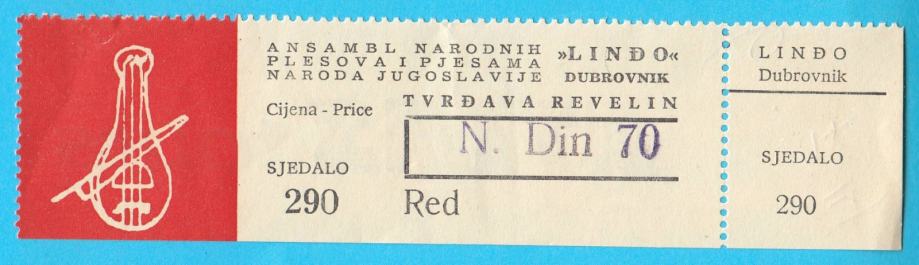 ANSAMBL NARODNIH
PLESOVA I PJESAMA
NARODA JUGOSLAVIJE
»LINĐO«
DUBROVNIK
TVRĐAVA REVELIN
Cijena - Price
N. Din 70
SJEDALO
290
Red
LINĐO
Dubrovnik
SJEDALO
290